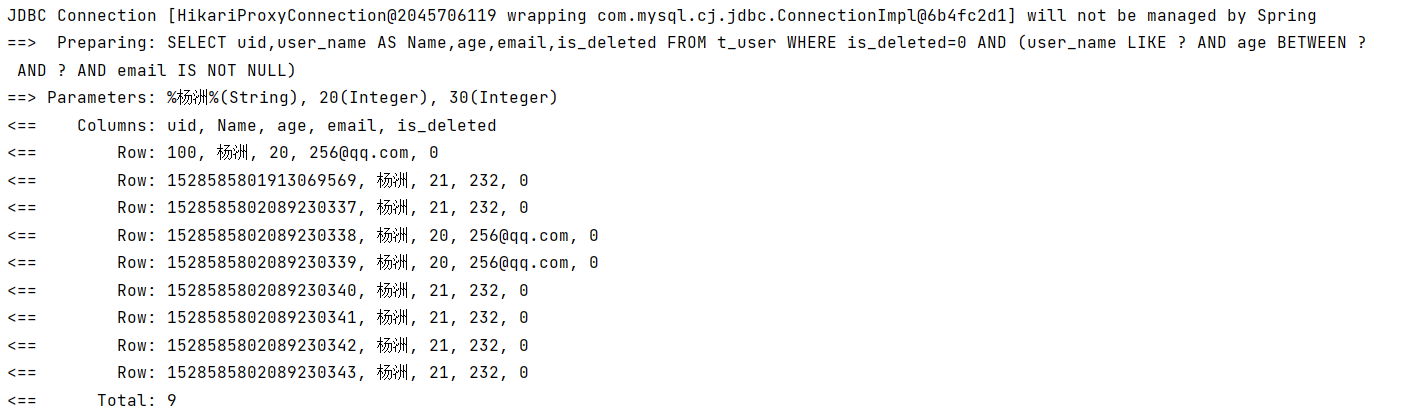 JDBC Connection [HikariProxyConnection@2045706119 wrapping com.mysql.cj.jdbc.ConnectionImpl@6b4fc2d1] will not be managed by Spring
==>  Preparing: SELECT uid,user_name AS Name,age,email,is_deleted FROM t_user WHERE is_deleted=0 AND (user_name LIKE ? AND age BETWEEN ?
 AND ? AND email IS NOT NULL)
==> Parameters: %杨洲%(String), 20(Integer), 30(Integer)
<==    Columns: uid, Name, age, email, is_deleted
<==        Row: 100, 杨洲, 20, 256@qq.com, 0
<==        Row: 1528585801913069569, 杨洲, 21, 232, 0
<==        Row: 1528585802089230337, 杨洲, 21, 232, 0
<==        Row: 1528585802089230338, 杨洲, 20, 256@qq.com, 0
<==        Row: 1528585802089230339, 杨洲, 20, 256@qq.com, 0
<==        Row: 1528585802089230340, 杨洲, 21, 232, 0
<==        Row: 1528585802089230341, 杨洲, 21, 232, 0
<==        Row: 1528585802089230342, 杨洲, 21, 232, 0
<==        Row: 1528585802089230343, 杨洲, 21, 232, 0
<==      Total: 9